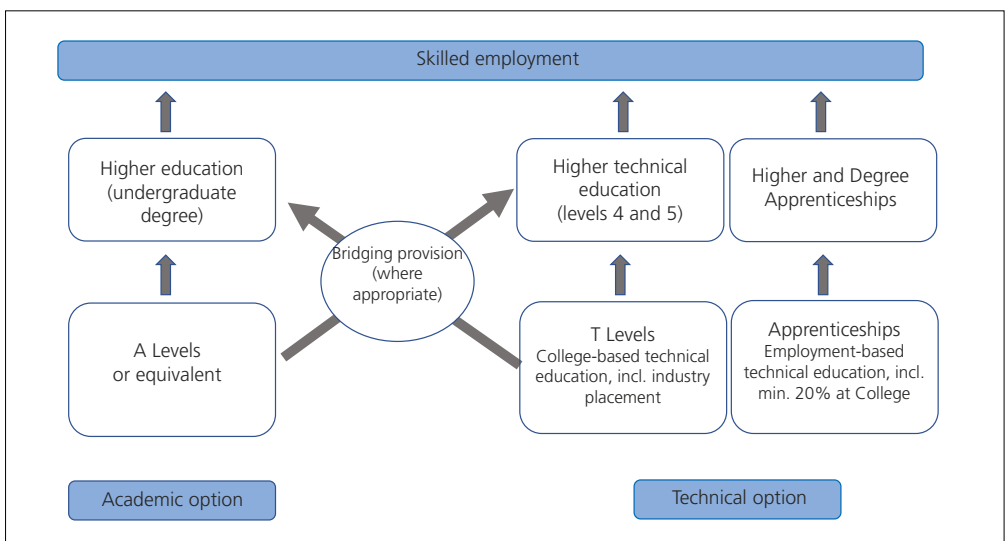 Skilled employment
Higher education
(undergraduate
degree)
Higher technical
education
(levels 4 and 5)
Higher and Degree
Apprenticeships
Bridging provision
(where
appropriate)
A Levels
or equivalent
T Levels
College-based technical
education, incl. industry
placement
Apprenticeships
Employment-based
technical education, incl.
min. 20% at College
Academic option
Technical option